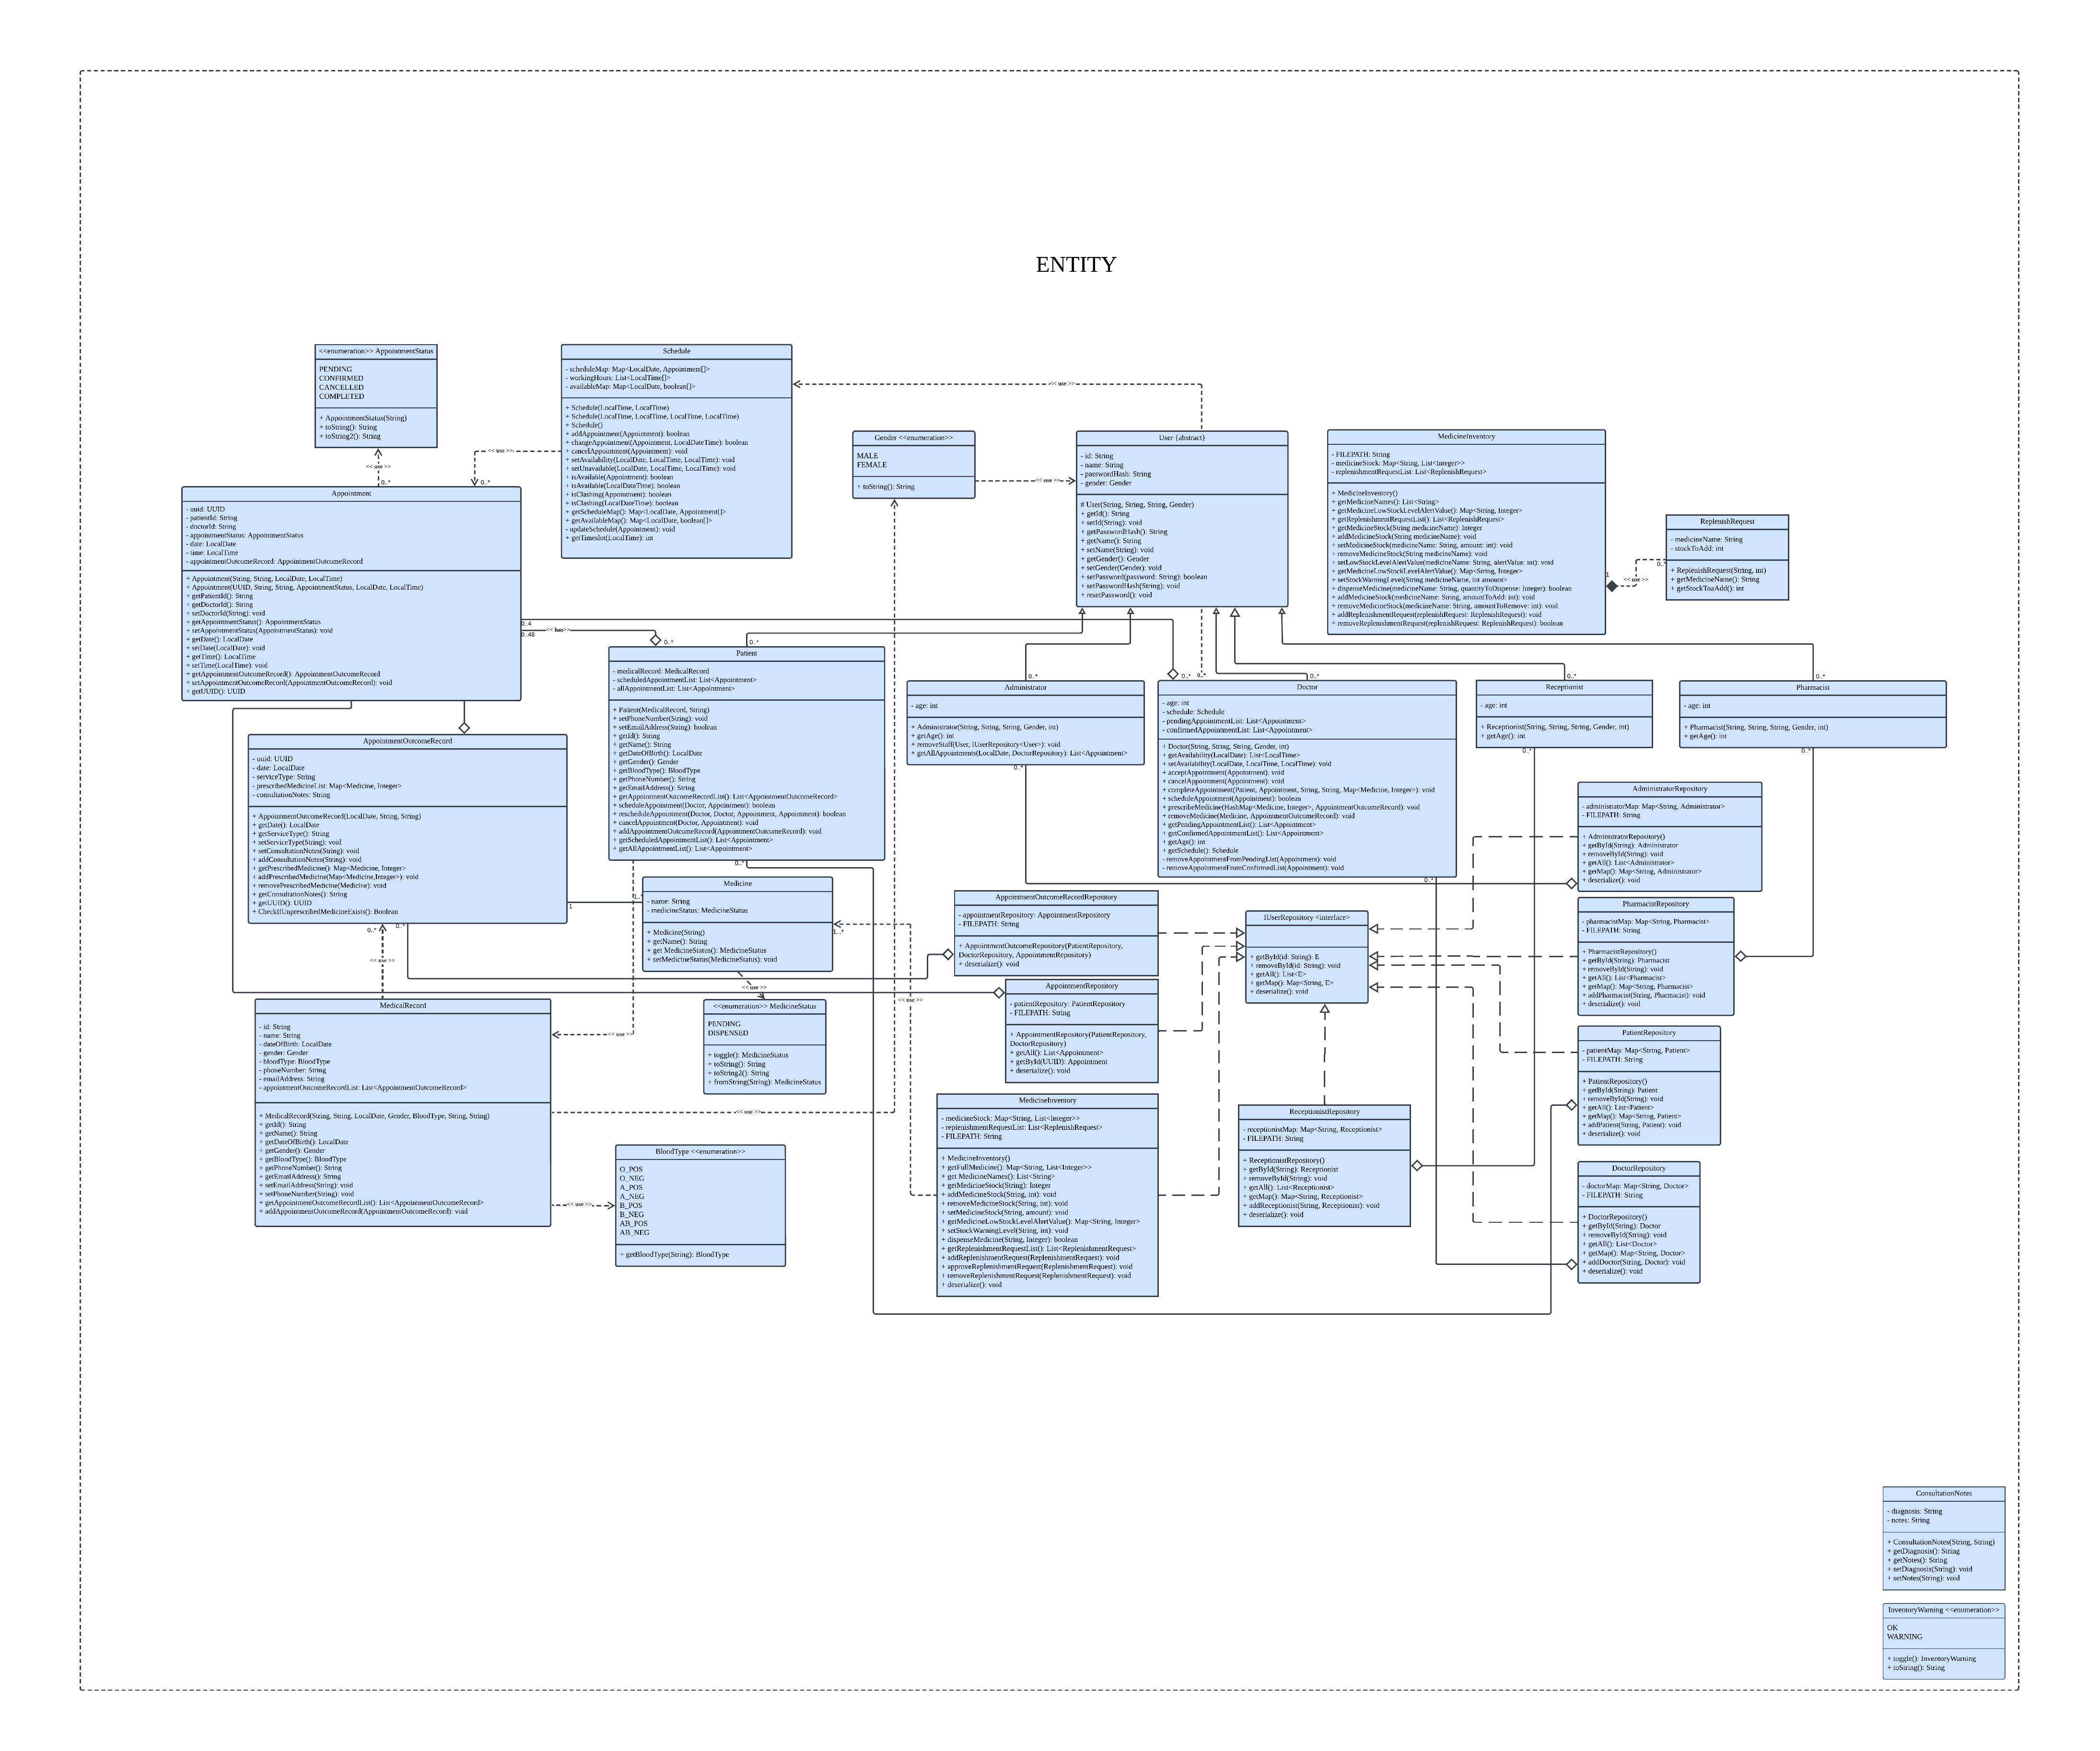 ENTITY
<<enumeration>> AppointmentStatus
PENDING
CONFIRMED
CANCELLED
COMPLETED
+ AppointmentStatus(String)
+ toString(): String
+ toString2(): String
<< use >>
0..*
Schedule
- scheduleMap: Map<LocalDate, Appointment[]>
- workingHours: List<LocalTime[]>
- availableMap: Map<LocalDate, boolean[]>
+ Schedule(LocalTime, LocalTime)
+ Schedule(LocalTime, LocalTime, LocalTime, LocalTime)
+ Schedule()
+ addAppointment(Appointment): boolean
+ changeAppointment(Appointment, LocalDateTime): boolean
+ cancelAppointment(Appointment): void
+ setAvailability(LocalDate, LocalTime, LocalTime): void
+ setUnavailable(LocalDate, LocalTime, LocalTime): void
+ isAvailable(Appointment): boolean
+ isAvailable(LocalDateTime): boolean
+ isClashing(Appointment): boolean
+ isClashing(LocalDateTime): boolean
+ getScheduleMap(): Map<LocalDate, Appointment[]>
+ getAvailableMap(): Map<LocalDate, boolean[]>
- updateSchedule(Appointment): void
+ getTimeslot(LocalTime): int
<< use >>
0..*
<< use >>
Gender <<enumeration>>
MALE
FEMALE
+ toString(): String
<< use >>
User {abstract}
- id: String
- name: String
- passwordHash: String
- gender: Gender
# User(String, String, String, Gender)
+ getId(): String
+ setId(String): void
+ getPasswordHash(): String
+ getName(): String
+ setName(String): void
+ getGender(): Gender
+ setGender(Gender): void
+ setPassword(password: String): boolean
+ setPasswordHash(String): void
+ resetPassword(): void
MedicineInventory
- FILEPATH: String
- medicineStock: Map<String, List<Integer>>
- replenishmentRequestList: List<ReplenishRequest>
+ MedicineInventory()
+ getMedicineNames(): List<String>
+ getMedicineLowStockLevelAlertValue(): Map<String, Integer>
+ getReplenishmentRequestList(): List<ReplenishRequest>
+ getMedicineStock(String medicineName): Integer
+ addMedicineStock(String medicineName): void
+ setMedicineStock(medicineName: String, amount: int): void
+ removeMedicineStock(String medicineName): void
+ setLowStockLevelAlertValue(medicineName: String, alertValue: int): void
+ getMedicineLowStockLevelAlertValue(): Map<String, Integer>
+ setStockWarningLevel(String medicineName, int amount)
+ dispenseMedicine(medicineName: String, quantityToDispense: Integer): boolean
+ addMedicineStock(medicineName: String, amountToAdd: int): void
+ removeMedicineStock(medicineName: String, amountToRemove: int): void
+ addReplenishmentRequest(replenishRequest: ReplenishRequest): void
+ removeReplenishmentRequest(replenishRequest: ReplenishRequest): boolean
1
<< use >>
0..*
ReplenishRequest
- medicineName: String
- stockToAdd: int
+ ReplenishRequest(String, int)
+ getMedicineName(): String
+ getStockToaAdd(): int
Appointment
- uuid: UUID
- patientId: String
- doctorId: String
- appointmentStatus: AppointmentStatus
- date: LocalDate
- time: LocalTime
- appointmentOutcomeRecord: AppointmentOutcomeRecord
+ Appointment(String, String, LocalDate, LocalTime)
+ Appointment(UUID, String, String, AppointmentStatus, LocalDate, LocalTime)
+ getPatientId(): String
+ getDoctorId(): String
+ setDoctorId(String): void
+ getAppointmentStatus(): AppointmentStatus
+ setAppointmentStatus(AppointmentStatus): void
+ getDate(): LocalDate
+ setDate(LocalDate): void
+ getTime(): LocalTime
+ setTime(LocalTime): void
+ getAppointmentOutcomeRecord(): AppointmentOutcomeRecord
+ setAppointmentOutcomeRecord(AppointmentOutcomeRecord): void
+ getUUID(): UUID
0..4
0..48
<< has>>
0..*
0..*
Patient
- medicalRecord: MedicalRecord
- scheduledAppointmentList: List<Appointment>
- allAppointmentList: List<Appointment>
+ Patient(MedicalRecord, String)
+ setPhoneNumber(String): void
+ setEmailAddress(String): boolean
+ getId(): String
+ getName(): String
+ getDateOfBirth(): LocalDate
+ getGender(): Gender
+ getBloodType(): BloodType
+ getPhoneNumber(): String
+ getEmailAddress(): String
+ getAppointmentOutcomeRecordList(): List<AppointmentOutcomeRecord>
+ scheduleAppointment(Doctor, Appointment): boolean
+ rescheduleAppointment(Doctor, Doctor, Appointment, Appointment): boolean
+ cancelAppointment(Doctor, Appointment): void
+ addAppointmentOutcomeRecord(AppointmentOutcomeRecord): void
+ getScheduledAppointmentList(): List<Appointment>
+ getAllAppointmentList(): List<Appointment>
0..*
0..*
Administrator
- age: int
+ Administrator(String, String, String, Gender, int)
+ getAge(): int
+ removeStaff(User, IUserRepository<User>): void
+ getAllAppointments(LocalDate, DoctorRepository): List<Appointment>
0..*
0..*
0..*
0..*
Doctor
- age: int
- schedule: Schedule
- pendingAppointmentList: List<Appointment>
- confirmedAppointmentList: List<Appointment>
+ Doctor(String, String, String, Gender, int)
+ getAvailability(LocalDate): List<LocalTime>
+ setAvailability(LocalDate, LocalTime, LocalTime): void
+ acceptAppointment(Appointment): void
+ cancelAppointment(Appointment): void
+ completeAppointment(Patient, Appointment, String, String, Map<Medicine, Integer>): void
+ scheduleAppointment(Appointment): boolean
+ prescribeMedicine(HashMap<Medicine, Integer>, AppointmentOutcomeRecord): void
+ removeMedicine(Medicine, AppointmentOutcomeRecord): void
+ getPendingAppointmentList(): List<Appointment>
+ getConfirmedAppointmentList(): List<Appointment>
+ getAge(): int
+ getSchedule(): Schedule
- removeAppointmentFromPendingList(Appointment): void
- removeAppointmentFromConfirmedList(Appointment): void
0..*
0..*
Receptionist
- age: int
+ Receptionist(String, String, String, Gender, int)
+ getAge(): int
0..*
0..*
Pharmacist
- age: int
+ Pharmacist(String, String, String, Gender, int)
+ getAge(): int
0..*
AppointmentOutcomeRecord
- uuid: UUID
- date: LocalDate
- serviceType: String
- prescribedMedicineList: Map<Medicine, Integer>
- consultationNotes: String
+ AppointmentOutcomeRecord(LocalDate, String, String)
+ getDate(): LocalDate
+ getServiceType(): String
+ setServiceType(String): void
+ setConsultationNotes(String): void
+ addConsultationNotes(String): void
+ getPrescribedMedicine(): Map<Medicine, Integer>
+ addPrescribedMedicine(Map<Medicine,Integer>): void
+ removePrescribedMedicine(Medicine): void
+ getConsultationNotes(): String
+ getUUID(): UUID
+ CheckIfUnprescribedMedicineExists(): Boolean
0..*
0..*
1
1..*
<< use >>
Medicine
- name: String
- medicineStatus: MedicineStatus
+ Medicine(String)
+ getName(): String
+ get MedicineStatus(): MedicineStatus
+ setMedicineStatus(MedicineStatus): void
1..*
<< use >>
<< use >>
<<enumeration>> MedicineStatus
PENDING
DISPENSED
+ toggle(): MedicineStatus
+ toString(): String
+ toString2(): String
+ fromString(String): MedicineStatus
AppointmentOutcomeRecordRepository
- appointmentRepository: AppointmentRepository
- FILEPATH: String
+ AppointmentOutcomeRepository(PatientRepository,
DoctorRepository, AppointmentRepository)
+ deserialize(): void
AppointmentRepository
- patientRepository: PatientRepository
- FILEPATH: String
+ AppointmentRepository(PatientRepository,
DoctorRepository)
+ getAll(): List<Appointment>
+ getById(UUID): Appointment
+ deserialize(): void
IUserRepository <interface>
+ getById(id: String): E
+ removeById(id: String): void
+ getAll(): List<E>
+ getMap(): Map<String, E>
+ deserialize(): void
AdministratorRepository
- administratorMap: Map<String, Administrator>
- FILEPATH: String
+ AdministratorRepository()
+ getById(String): Administrator
+ removeById(String): void
+ getAll(): List<Administrator>
+ getMap(): Map<String, Administrator>
+ deserialize(): void
PharmacistRepository
- pharmacistMap: Map<String, Pharmacist>
- FILEPATH: String
+ PharmacistRepository()
+ getById(String): Pharmacist
+ removeById(String): void
+ getAll(): List<Pharmacist>
+ getMap(): Map<String, Pharmacist>
+ addPharmacist(String, Pharmacist): void
+ deserialize(): void
PatientRepository
- patientMap: Map<String, Patient>
- FILEPATH: String
+ PatientRepository()
+ getById(String): Patient
+ removeById(String): void
+ getAll(): List<Patient>
+ getMap(): Map<String, Patient>
+ addPatient(String, Patient): void
+ deserialize(): void
DoctorRepository
- doctorMap: Map<String, Doctor>
- FILEPATH: String
+ DoctorRepository()
+ getById(String): Doctor
+ removeById(String): void
+ getAll(): List<Doctor>
+ getMap(): Map<String, Doctor>
+ addDoctor(String, Doctor): void
+ deserialize(): void
MedicalRecord
- id: String
- name: String
- dateOfBirth: LocalDate
- gender: Gender
- bloodType: BloodType
- phoneNumber: String
- emailAddress: String
- appointmentOutcomeRecordList: List<AppointmentOutcomeRecord>
+ MedicalRecord(String, String, LocalDate, Gender, BloodType, String, String)
+ getId(): String
+ getName(): String
+ getDateOfBirth(): LocalDate
+ getGender(): Gender
+ getBloodType(): BloodType
+ getPhoneNumber(): String
+ getEmailAddress(): String
+ setEmailAddress(String): void
+ setPhoneNumber(String): void
+ getAppointmentOutcomeRecordList(): List<AppointmentOutcomeRecord>
+ addAppointmentOutcomeRecord(AppointmentOutcomeRecord): void
<< use >>
<< use >>
<< use >>
BloodType <<enumeration>>
O_POS
O_NEG
A_POS
A_NEG
B_POS
B_NEG
AB_POS
AB_NEG
+ getBloodType(String): BloodType
MedicineInventory
- medicineStock: Map<String, List<Integer>>
- replenishmentRequestList: List<ReplenishRequest>
- FILEPATH: String
+ MedicineInventory()
+ getFullMedicine(): Map<String, List<Integer>>
+ get MedicineNames(): List<String>
+ getMedicineStock(String): Integer
+ addMedicineStock(String, int): void
+ removeMedicineStock(String, int): void
+ setMedicineStock(String, amount): void
+ getMedicineLowStockLevelAlertValue(): Map<String, Integer>
+ setStockWarningLevel(String, int): void
+ dispenseMedicine(String, Integer): boolean
+ getReplenishmentRequestList(): List<ReplenishmentRequest>
+ addReplenishmentRequest(ReplenishmentRequest): void
+ approveReplenishmentRequest(ReplenishmentRequest): void
+ removeReplenishmentRequest(ReplenishmentRequest): void
+ deserialize(): void
ReceptionistRepository
- receptionistMap: Map<String, Receptionist>
- FILEPATH: String
+ ReceptionistRepository()
+ getById(String): Receptionist
+ removeById(String): void
+ getAll(): List<Receptionist>
+ getMap(): Map<String, Receptionist>
+ addReceptionist(String, Receptionist): void
+ deserialize(): void
ConsultationNotes
- diagnosis: String
- notes: String
+ ConsultationNotes(String, String)
+ getDiagnosis(): String
+ getNotes(): String
+ setDiagnosis(String): void
+ setNotes(String): void
InventoryWarning <<enumeration>>
OK
WARNING
+ toggle(): InventoryWarning
+ toString(): String